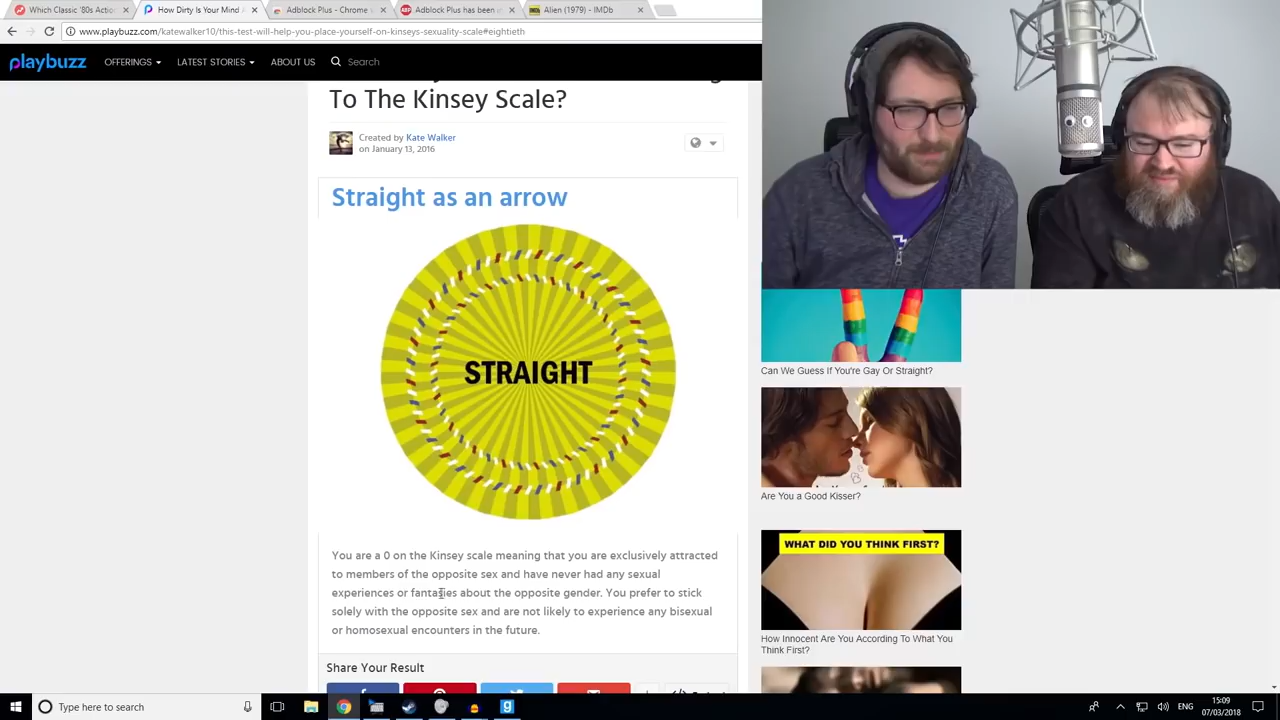 Which Classic '80s Actio
How Dirty Is Your Mind A
Adblock Plus - Chrome
Adblock Plus has been i
Alien (1979) - IMDb
www.playbuzz.com/katewalker10/this-test-will-help-you-place-yourself-on-kinseys-sexuality-scale#eightieth
playbuzz
OFFERINGS
LATEST STORIES
ABOUT US
Search
To The Kinsey Scale?
Created by Kate Walker
on January 13, 2016
Straight as an arrow
STRAIGHT
You are a 0 on the Kinsey scale meaning that you are exclusively attracted
to members of the opposite sex and have never had any sexual
experiences or fantasies about the opposite gender. You prefer to stick
solely with the opposite sex and are not likely to experience any bisexual
or homosexual encounters in the future.
Share Your Result
Can We Guess If You're Gay Or Straight?
Are You a Good Kisser?
WHAT DID YOU THINK FIRST?
How Innocent Are You According To What You
Think First?
Type here to search
ENG
15:09
07/03/2018